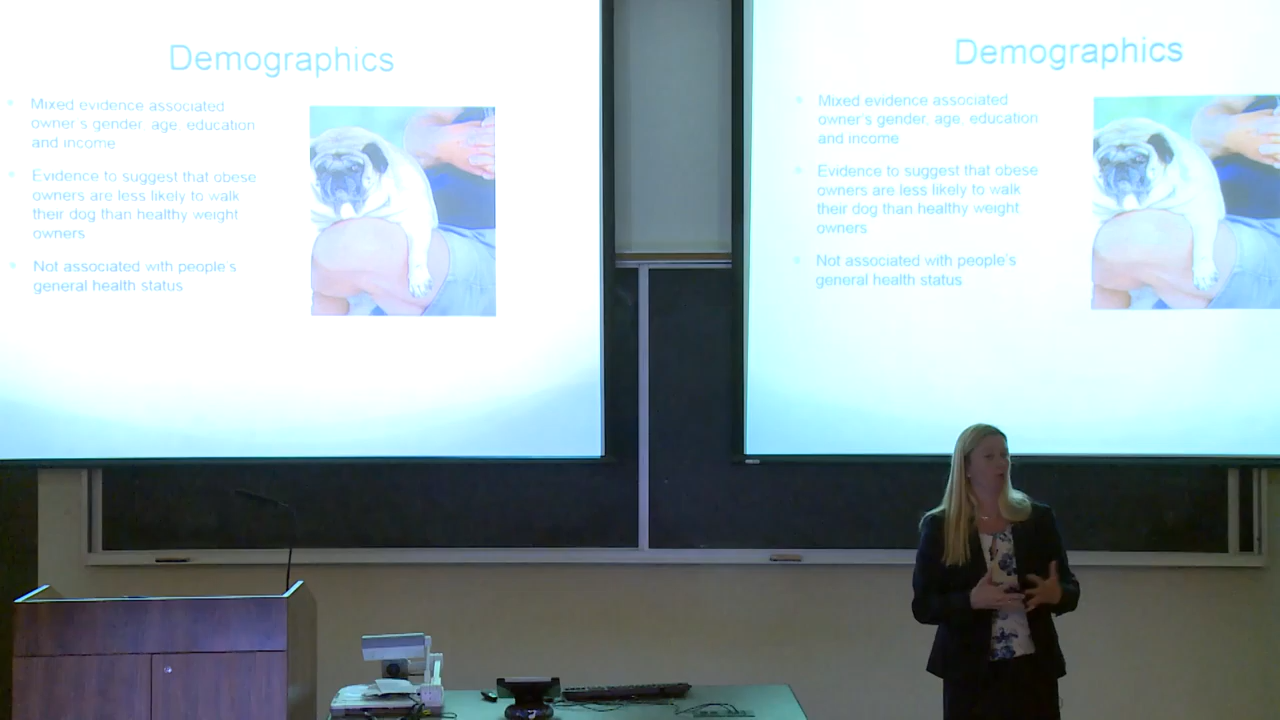 Demographics
Mixed evidence associated
owner's gender, age, education
and income
Evidence to suggest that obese
owners are less likely to walk
their dog than healthy weight
owners
Not associated with people's
general health status
Demographics
Mixed evidence associated
owner's gender, age, education
and income
Evidence to suggest that obese
owners are less likely to walk
their dog than healthy weight
owners
Not associated with people's
general health status